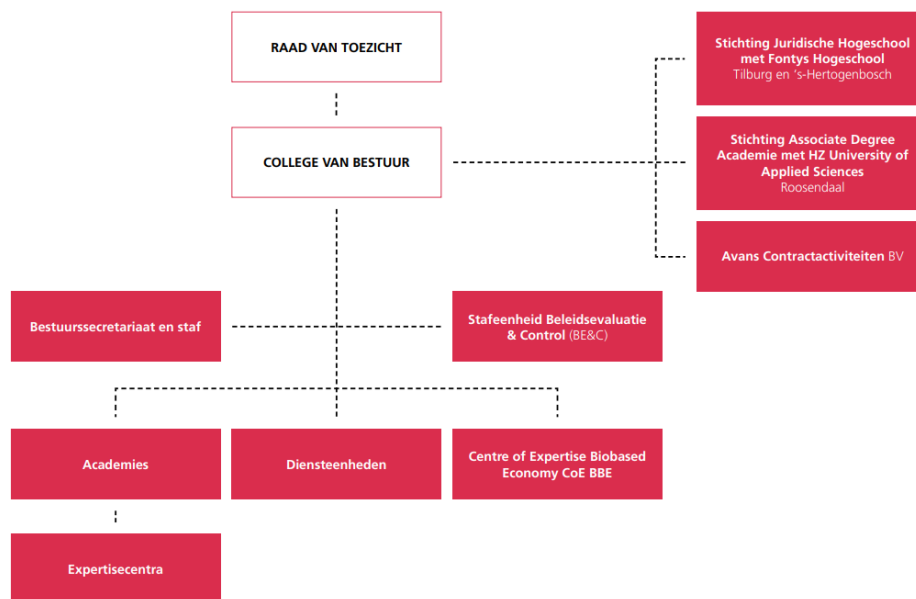 RAAD VAN TOEZICHT
Stichting Juridische Hogeschool
met Fontys Hogeschool
Tilburg en 's-Hertogenbosch
COLLEGE VAN BESTUUR
Stichting Associate Degree
Academie met HZ University of
Applied Sciences
Roosendaal
Avans Contractactiviteiten BV
Bestuurssecretariaat en staf
Stafeenheid Beleidsevaluatie
& Control (BE&C)
Academies
Diensteenheden
Centre of Expertise Biobased
Economy CoE BBE
Expertisecentra